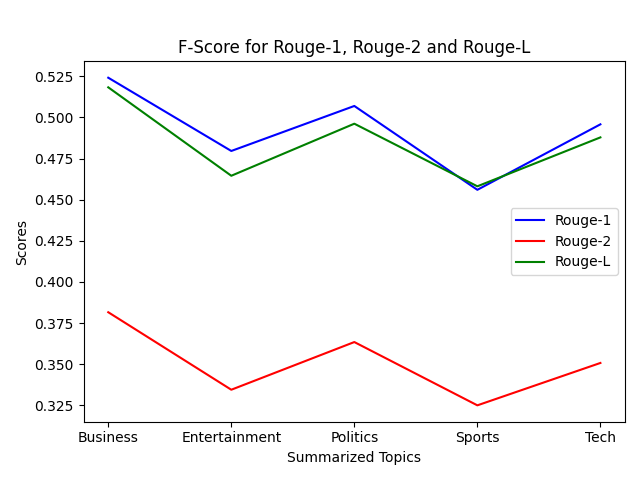 F-Score for Rouge-1, Rouge-2 and Rouge-L
0.525
0.500
0.475
0.450
0.425
0.400
0.375
0.350
0.325
Scores
Rouge-1
Rouge-2
Rouge-L
Business Entertainment Politics Sports Tech
Summarized Topics